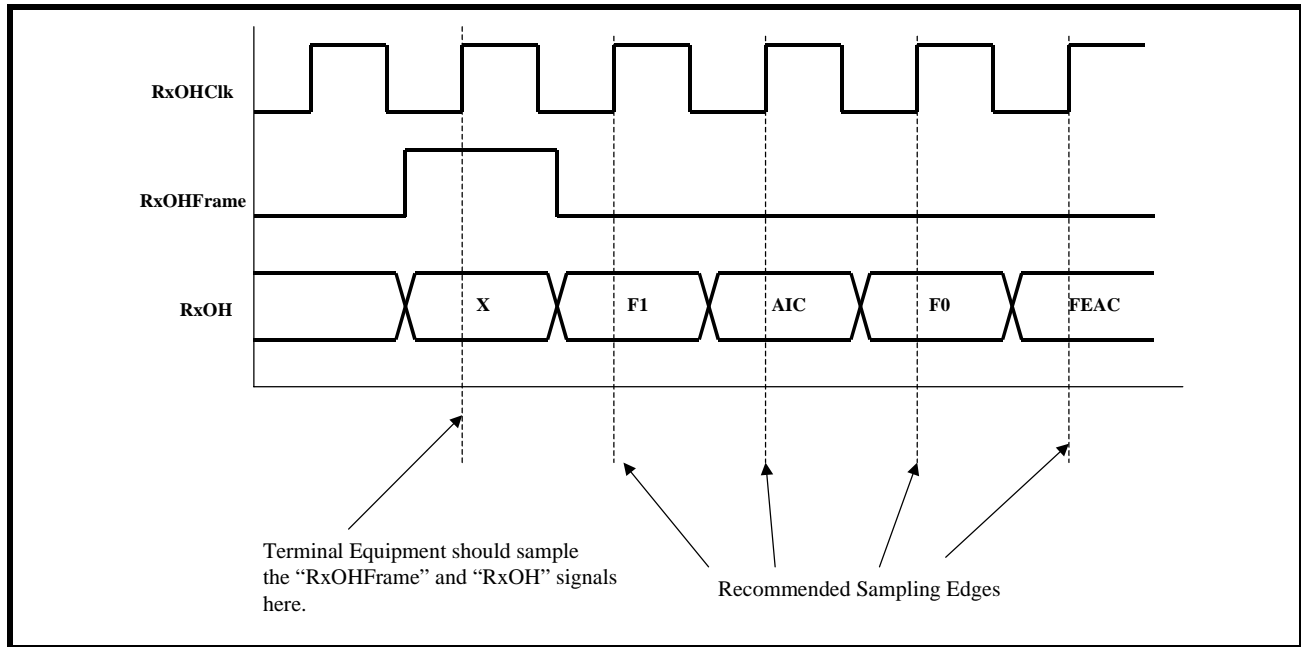 RxOHClk
RxOHFrame
RxOH
X
F1
AIC
F0
FEAC
Terminal Equipment should sample
the “RxOHFrame” and “RxOH” signals
here.
Recommended Sampling Edges